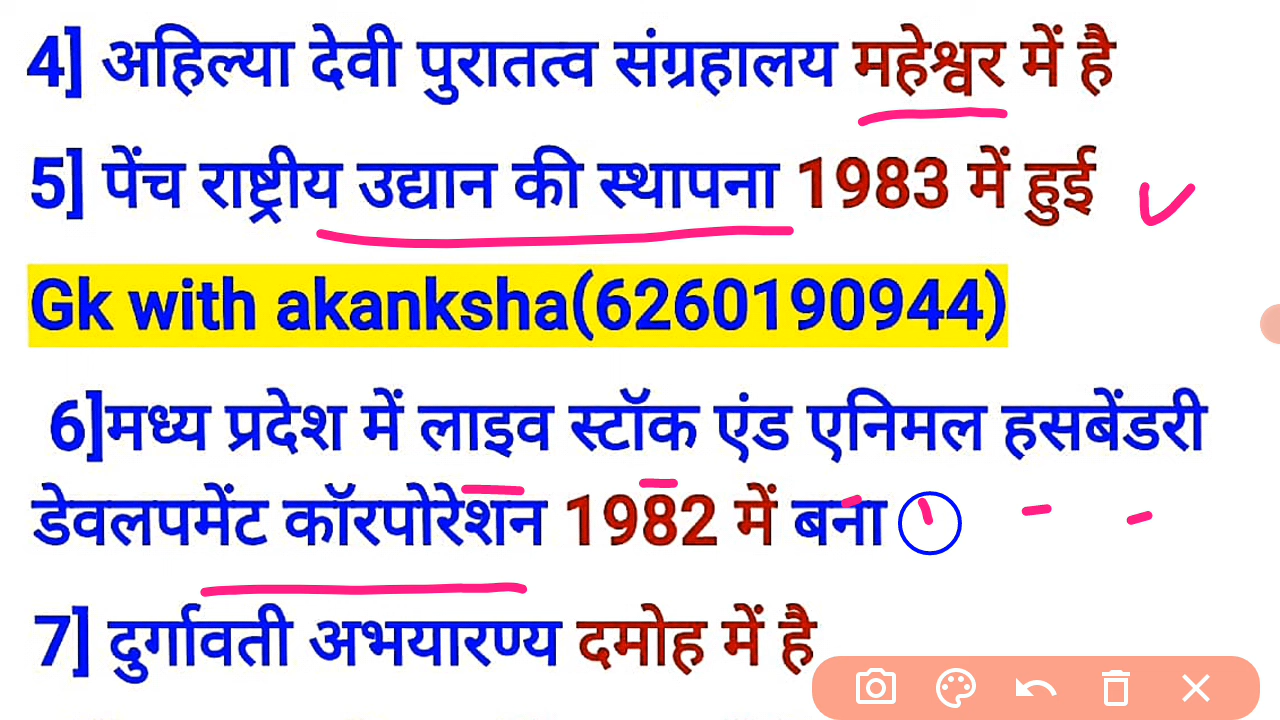 4] अहिल्या देवी पुरातत्व संग्रहालय महेश्वर में है
5] पेंच राष्ट्रीय उद्यान की स्थापना 1983 में हुई
Gk with akanksha(6260190944)
6]मध्य प्रदेश में लाइव स्टॉक एंड एनिमल हसबेंडरी
डेवलपमेंट कॉरपोरेशन 1982 में बना
7] दुर्गावती अभयारण्य दमोह में है